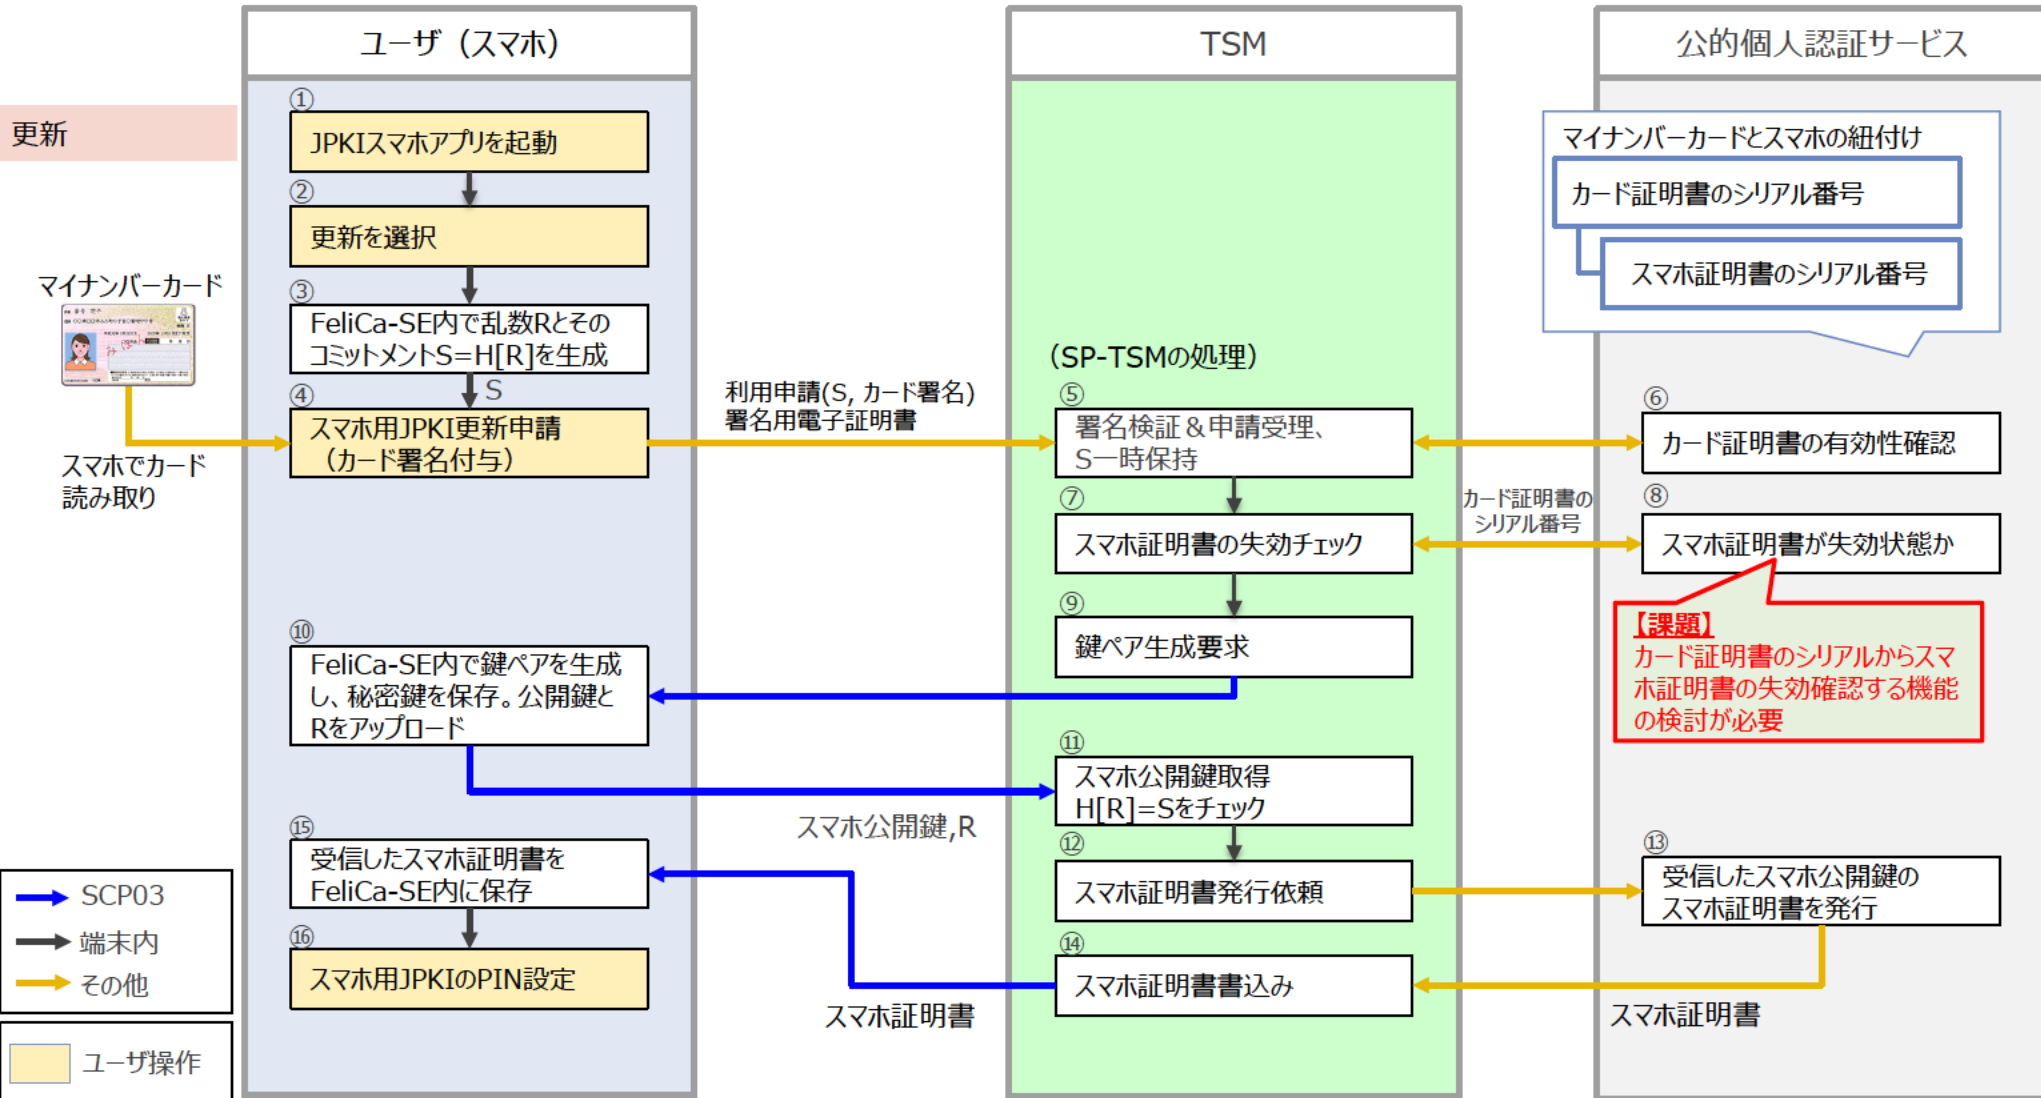 ユーザ（スマホ）
TSM
公的個人認証サービス
更新
①
JPKIスマホアプリを起動
②
更新を選択
③
FeliCa-SE内で乱数Rとその
コミットメントS=H[R]を生成
S
マイナンバーカード
スマホでカード
読み取り
④
スマホ用JPKI更新申請
（カード署名付与）
利用申請(S, カード署名)
署名用電子証明書
（SP-TSMの処理）
⑤
署名検証＆申請受理、
S一時保持
マイナンバーカードとスマホの紐付け
カード証明書のシリアル番号
スマホ証明書のシリアル番号
⑥
カード証明書の有効性確認
⑦
スマホ証明書の失効チェック
カード証明書の
シリアル番号
⑧
スマホ証明書が失効状態か
【課題】
カード証明書のシリアルからスマ
ホ証明書の失効確認する機能
の検討が必要
⑨
鍵ペア生成要求
⑩
FeliCa-SE内で鍵ペアを生成
し、秘密鍵を保存。公開鍵と
Rをアップロード
スマホ公開鍵,R
⑪
スマホ公開鍵取得
H[R]=Sをチェック
⑫
スマホ証明書発行依頼
⑬
受信したスマホ公開鍵の
スマホ証明書を発行
スマホ証明書
⑭
スマホ証明書書込み
スマホ証明書
⑮
受信したスマホ証明書を
FeliCa-SE内に保存
⑯
スマホ用JPKIのPIN設定
SCP03
端末内
その他
ユーザ操作